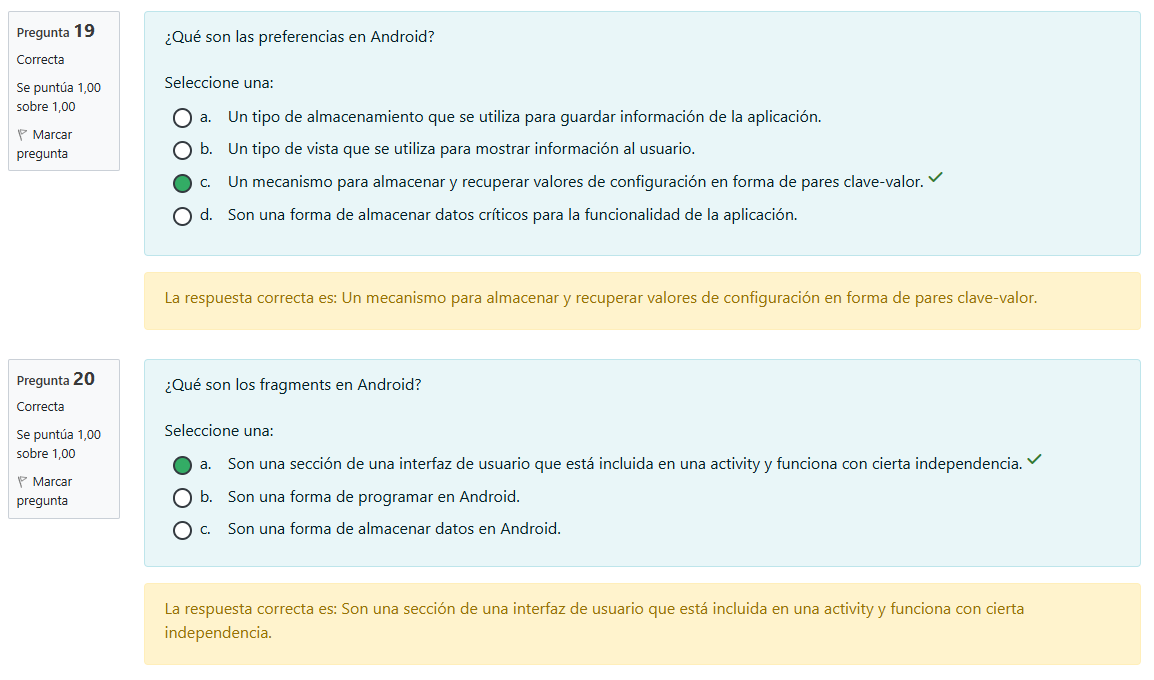 Pregunta 19
Correcta
Se puntúa 1,00
sobre 1,00
Marcar
pregunta
¿Qué son las preferencias en Android?
Seleccione una:
a. Un tipo de almacenamiento que se utiliza para guardar información de la aplicación.
b. Un tipo de vista que se utiliza para mostrar información al usuario.
c. Un mecanismo para almacenar y recuperar valores de configuración en forma de pares clave-valor.
d. Son una forma de almacenar datos críticos para la funcionalidad de la aplicación.
La respuesta correcta es: Un mecanismo para almacenar y recuperar valores de configuración en forma de pares clave-valor.
Pregunta 20
Correcta
Se puntúa 1,00
sobre 1,00
Marcar
pregunta
¿Qué son los fragments en Android?
Seleccione una:
a. Son una sección de una interfaz de usuario que está incluida en una activity y funciona con cierta independencia.
b. Son una forma de programar en Android.
c. Son una forma de almacenar datos en Android.
La respuesta correcta es: Son una sección de una interfaz de usuario que está incluida en una activity y funciona con cierta
independencia.